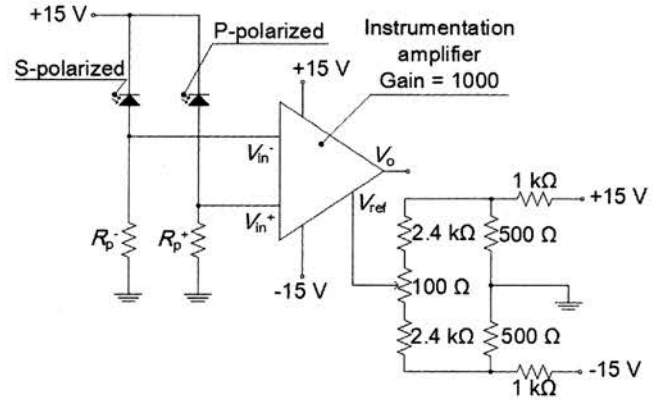 +15 V
P-polarized
S-polarized
Instrumentation
amplifier
Gain = 1000
+15 V
Vin-
Vo
Vin+
Vref
Rp-
Rp+
-15 V
1 kΩ
+15 V
2.4 kΩ
500 Ω
100 Ω
2.4 kΩ
500 Ω
1 kΩ
-15 V